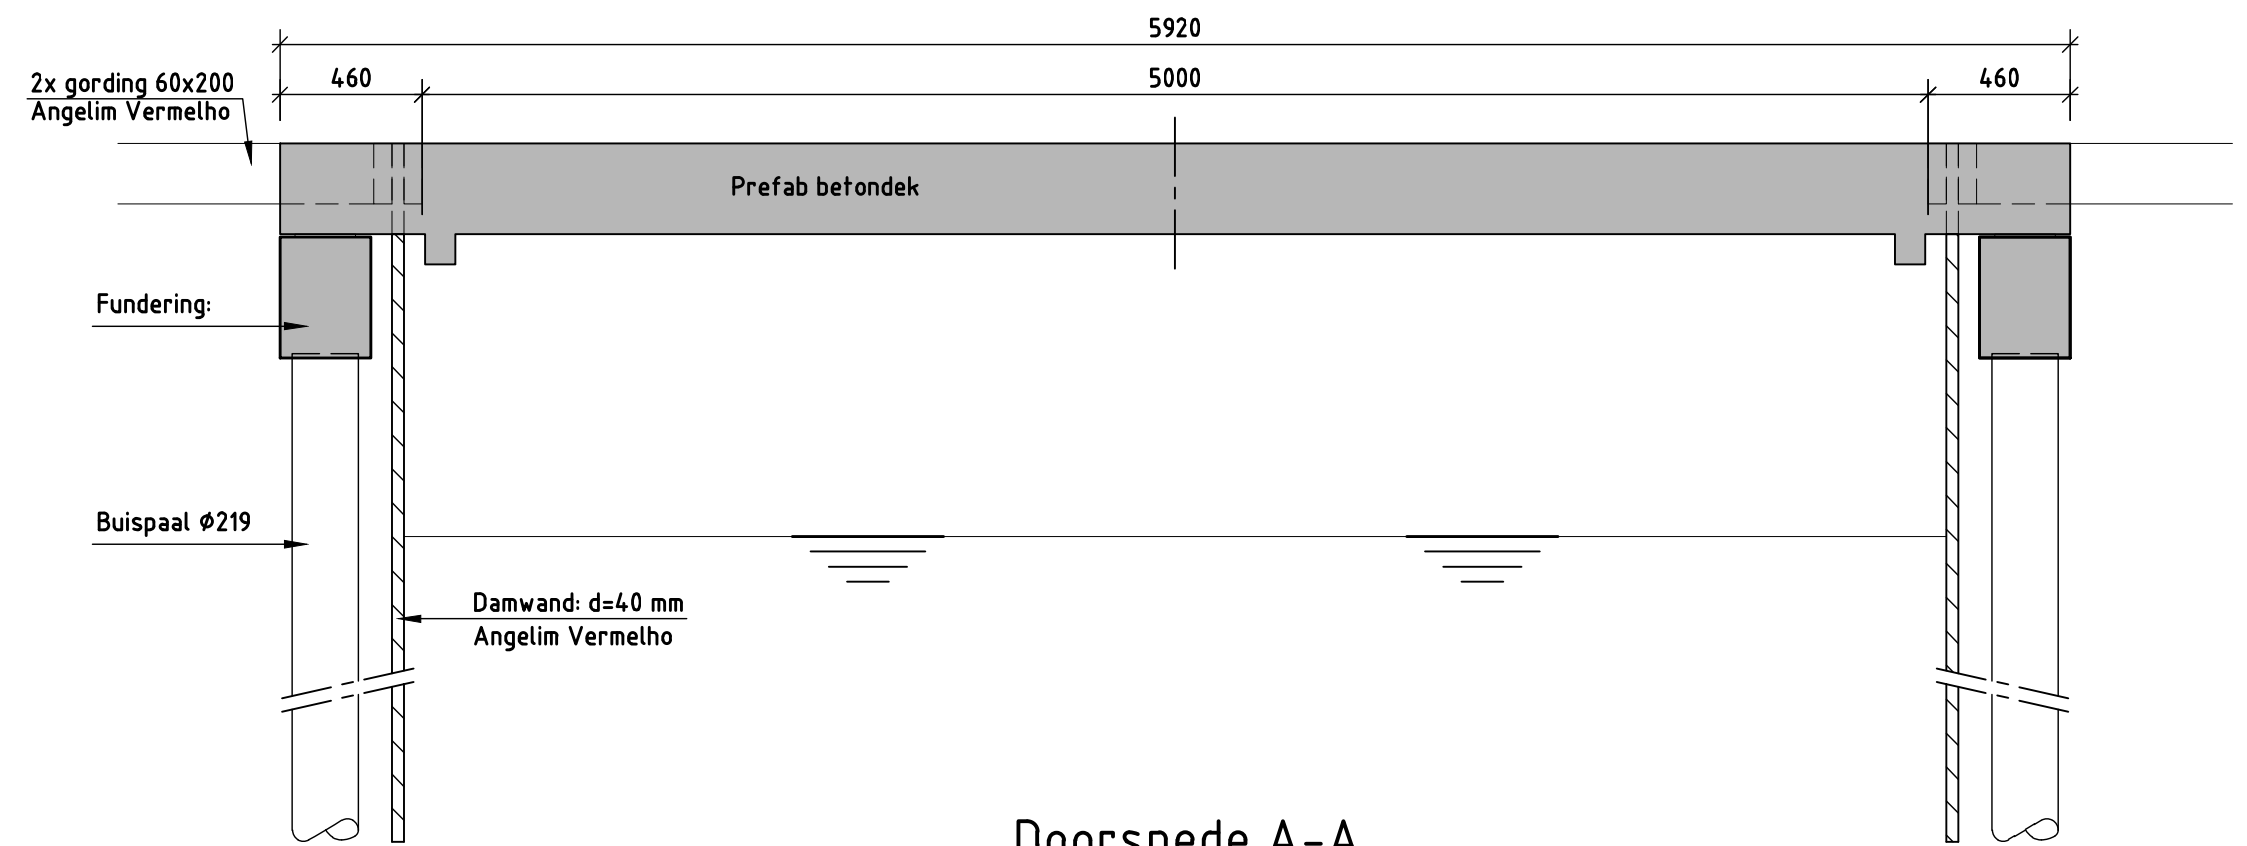 5920
460
5000
460
2x gording 60x200
Angelim Vermelho
Prefab betondek
Fundering:
Buispaal Ø219
Damwand: d=40 mm
Angelim Vermelho
Doorsnede A-A